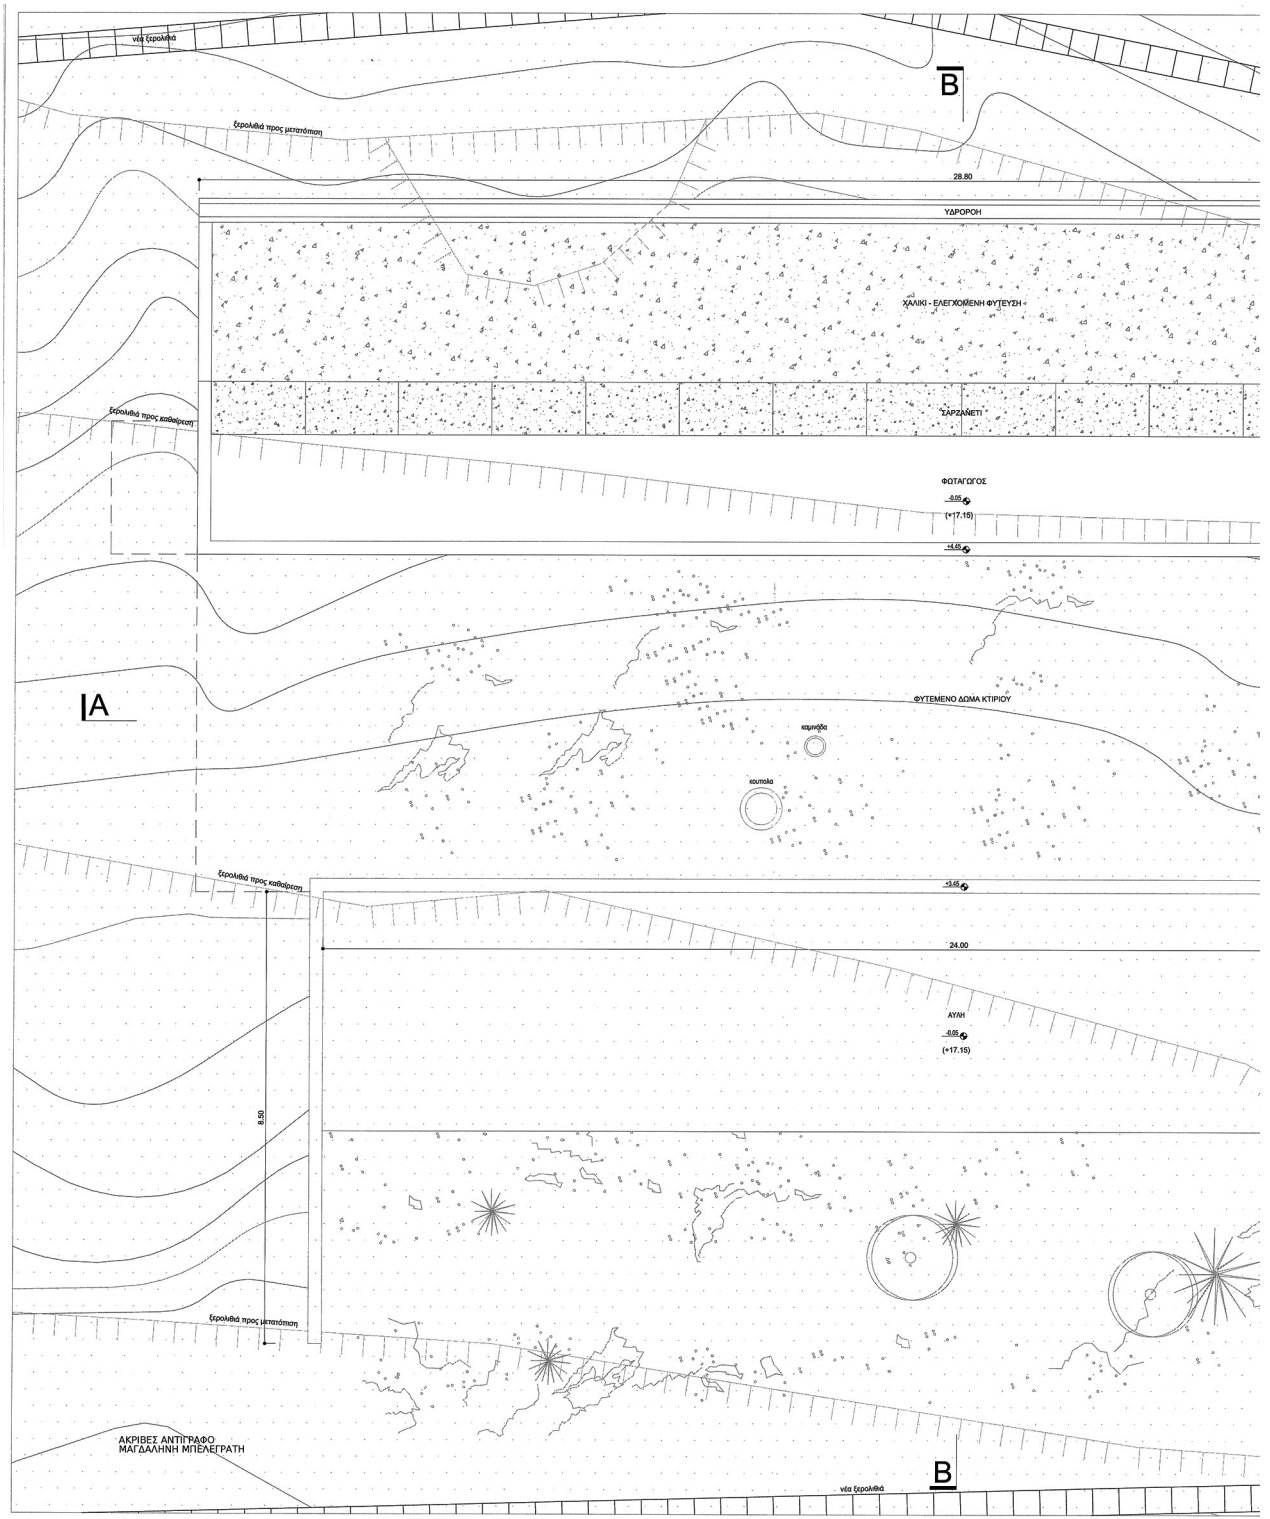 νέα ξερολιθιά
B
ξερολιθιά προς μετατόπιση
28.80
ΥΔΡΟΡΟΗ
ΧΑΛΙΚΙ - ΕΛΕΓΧΟΜΕΝΗ ΦΥΤΕΥΣΗ
ξερολιθιά προς καθαίρεση
ΣΑΡΖΑΝΕΤΙ
ΦΩΤΑΓΩΓΟΣ
-0.05
(+17.15)
+4.45
A
ΦΥΤΕΜΕΝΟ ΔΩΜΑ ΚΤΙΡΙΟΥ
καμινάδα
κουπολα
ξερολιθιά προς καθαίρεση
+3.45
24.00
ΑΥΛΗ
-0.05
(+17.15)
8.50
ξερολιθιά προς μετατόπιση
ΑΚΡΙΒΕΣ ΑΝΤΙΓΡΑΦΟ
ΜΑΓΔΑΛΗΝΗ ΜΠΕΛΕΓΡΑΤΗ
B
νέα ξερολιθιά